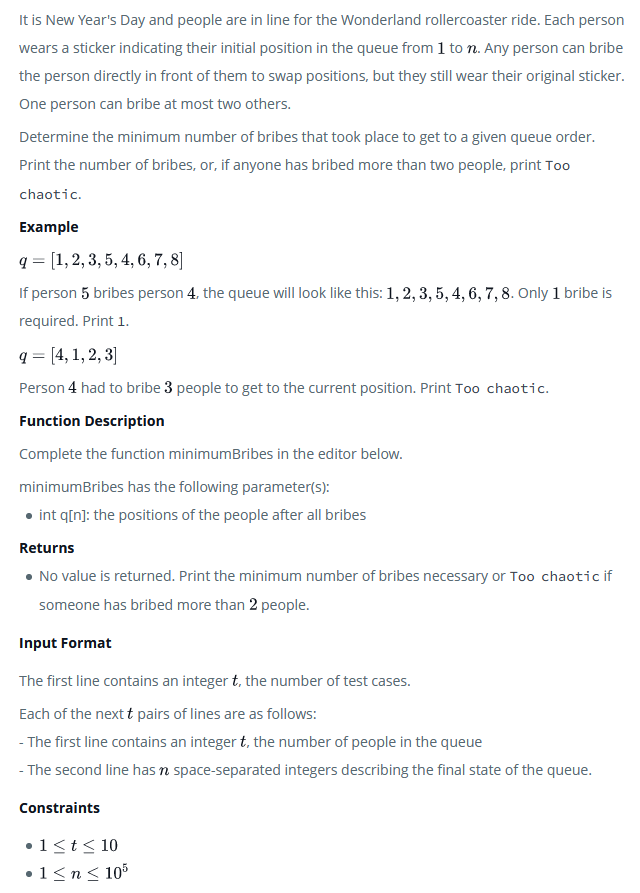 It is New Year's Day and people are in line for the Wonderland rollercoaster ride. Each person
wears a sticker indicating their initial position in the queue from 1 to n. Any person can bribe
the person directly in front of them to swap positions, but they still wear their original sticker.
One person can bribe at most two others.
Determine the minimum number of bribes that took place to get to a given queue order.
Print the number of bribes, or, if anyone has bribed more than two people, print Too
chaotic.
Example
q = [1, 2, 3, 5, 4, 6, 7, 8]
If person 5 bribes person 4, the queue will look like this: 1, 2, 3, 5, 4, 6, 7, 8. Only 1 bribe is
required. Print 1.
q = [4, 1, 2, 3]
Person 4 had to bribe 3 people to get to the current position. Print Too chaotic.
Function Description
Complete the function minimumBribes in the editor below.
minimumBribes has the following parameter(s):
• int q[n]: the positions of the people after all bribes
Returns
• No value is returned. Print the minimum number of bribes necessary or Too chaotic if
someone has bribed more than 2 people.
Input Format
The first line contains an integer t, the number of test cases.
Each of the next t pairs of lines are as follows:
- The first line contains an integer t, the number of people in the queue
- The second line has n space-separated integers describing the final state of the queue.
Constraints
• 1 ≤ t ≤ 10
• 1 ≤ n ≤ 10⁵